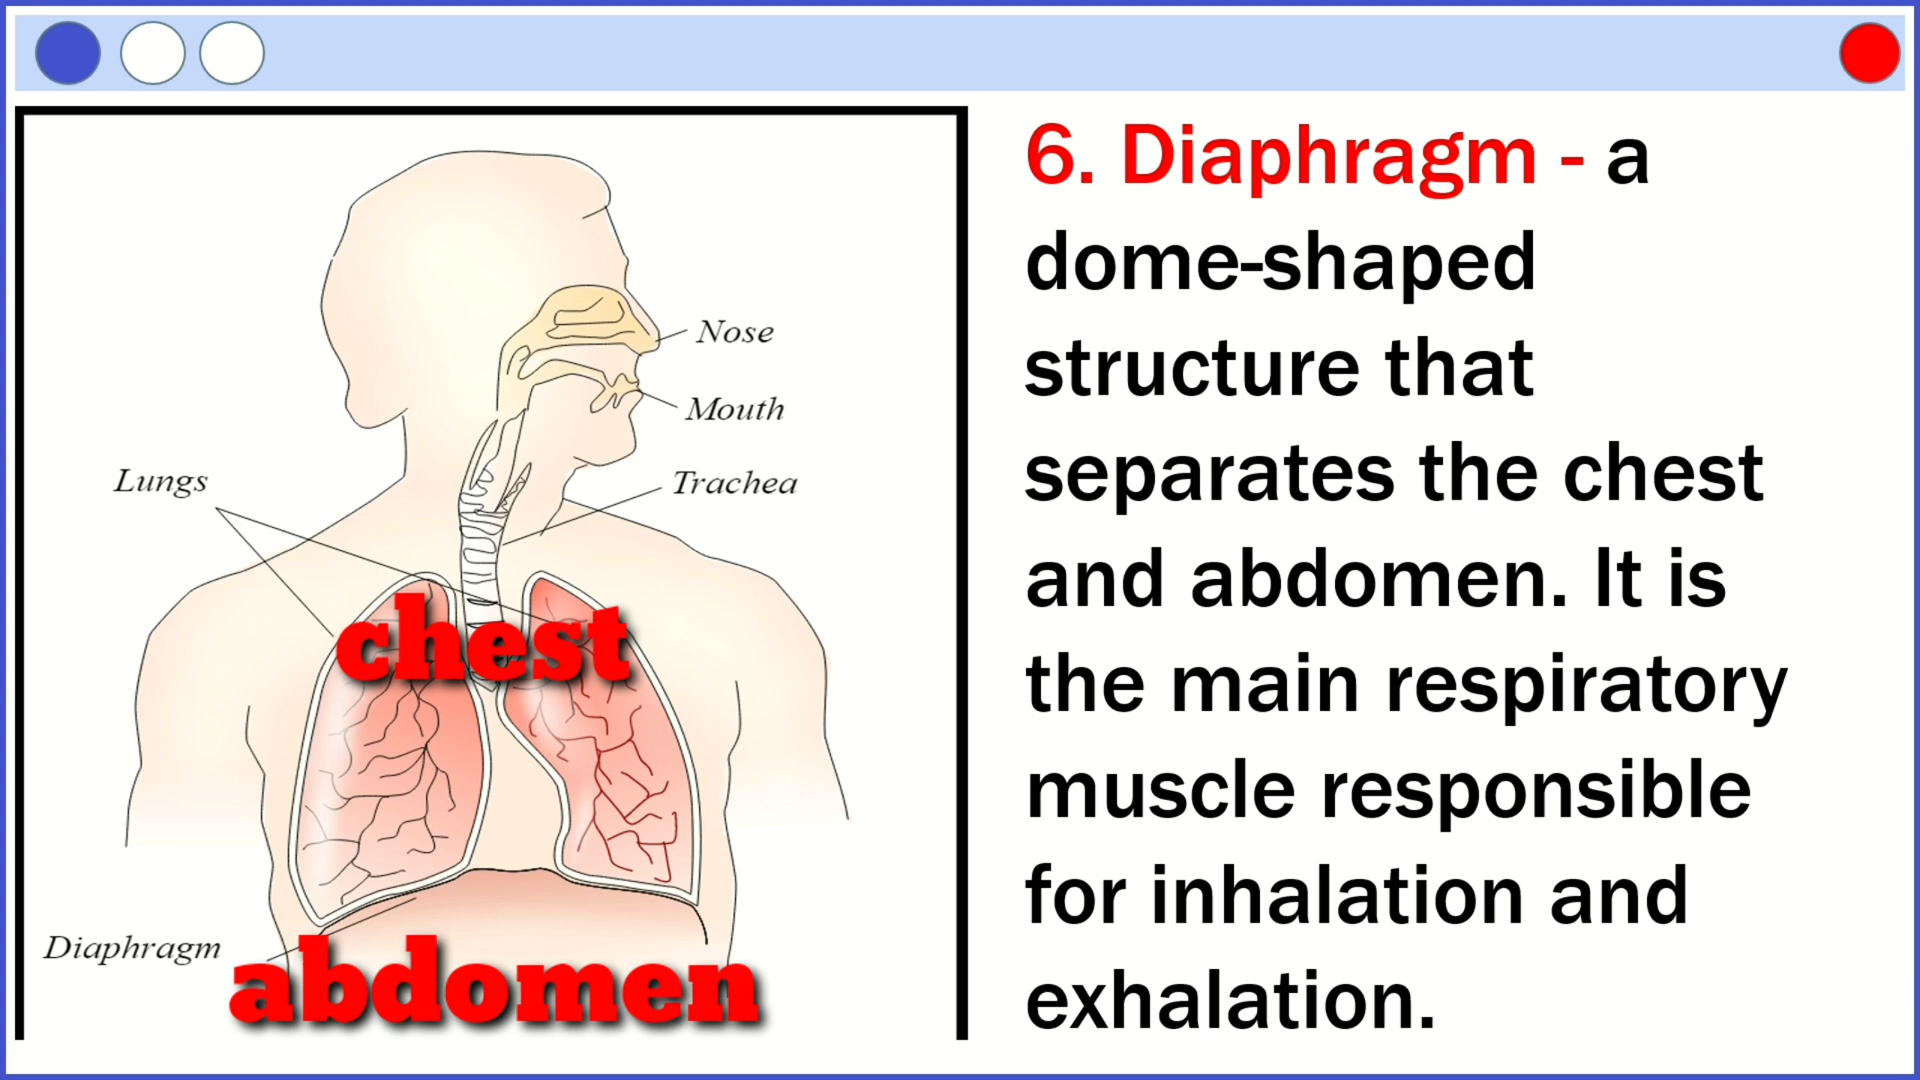 Nose
Mouth
Lungs
Trachea
chest
Diaphragm
abdomen
6. Diaphragm - a
dome-shaped
structure that
separates the chest
and abdomen. It is
the main respiratory
muscle responsible
for inhalation and
exhalation.